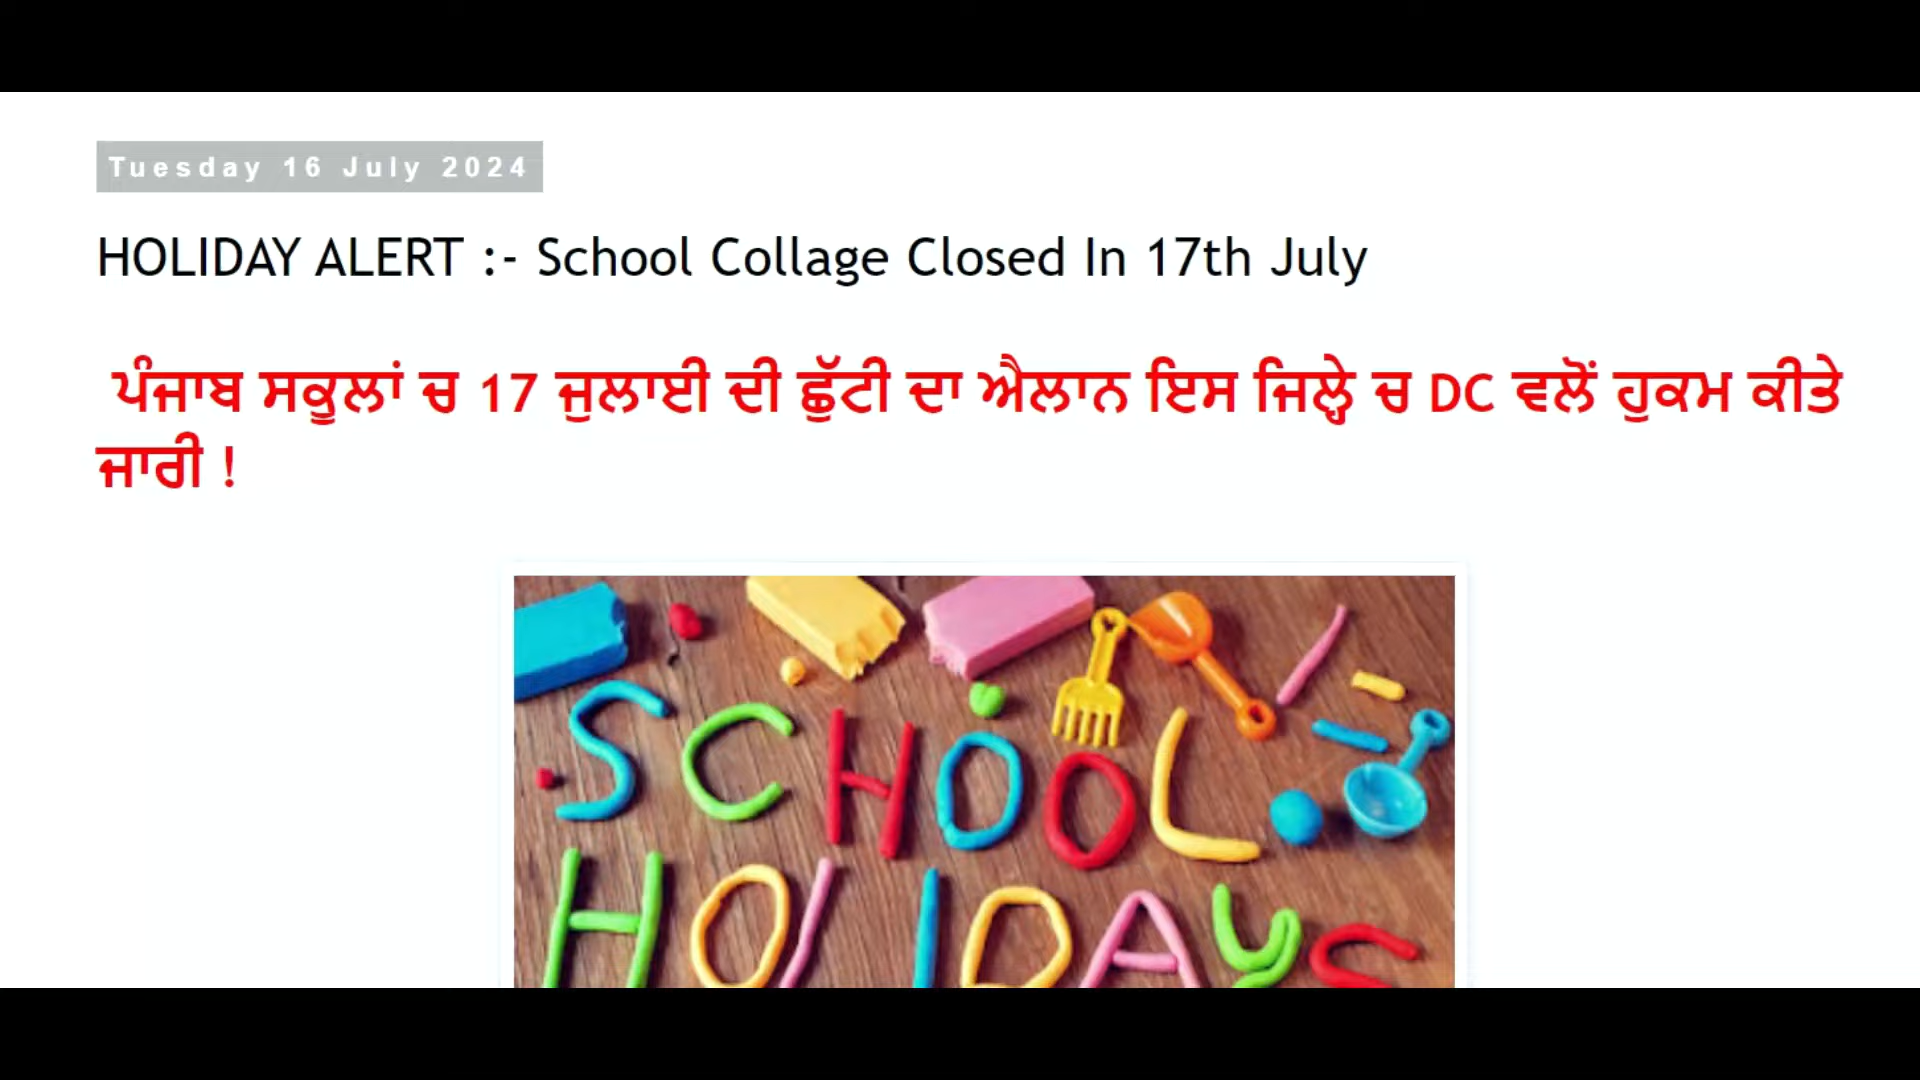 Tuesday 16 July 2024
HOLIDAY ALERT :- School Collage Closed In 17th July
ਪੰਜਾਬ ਸਕੂਲਾਂ ਚ 17 ਜੁਲਾਈ ਦੀ ਛੁੱਟੀ ਦਾ ਐਲਾਨ ਇਸ ਜਿਲ੍ਹੇ ਚ DC ਵਲੋਂ ਹੁਕਮ ਕੀਤੇ
ਜਾਰੀ !
SCHOOL
HOLIDAYS